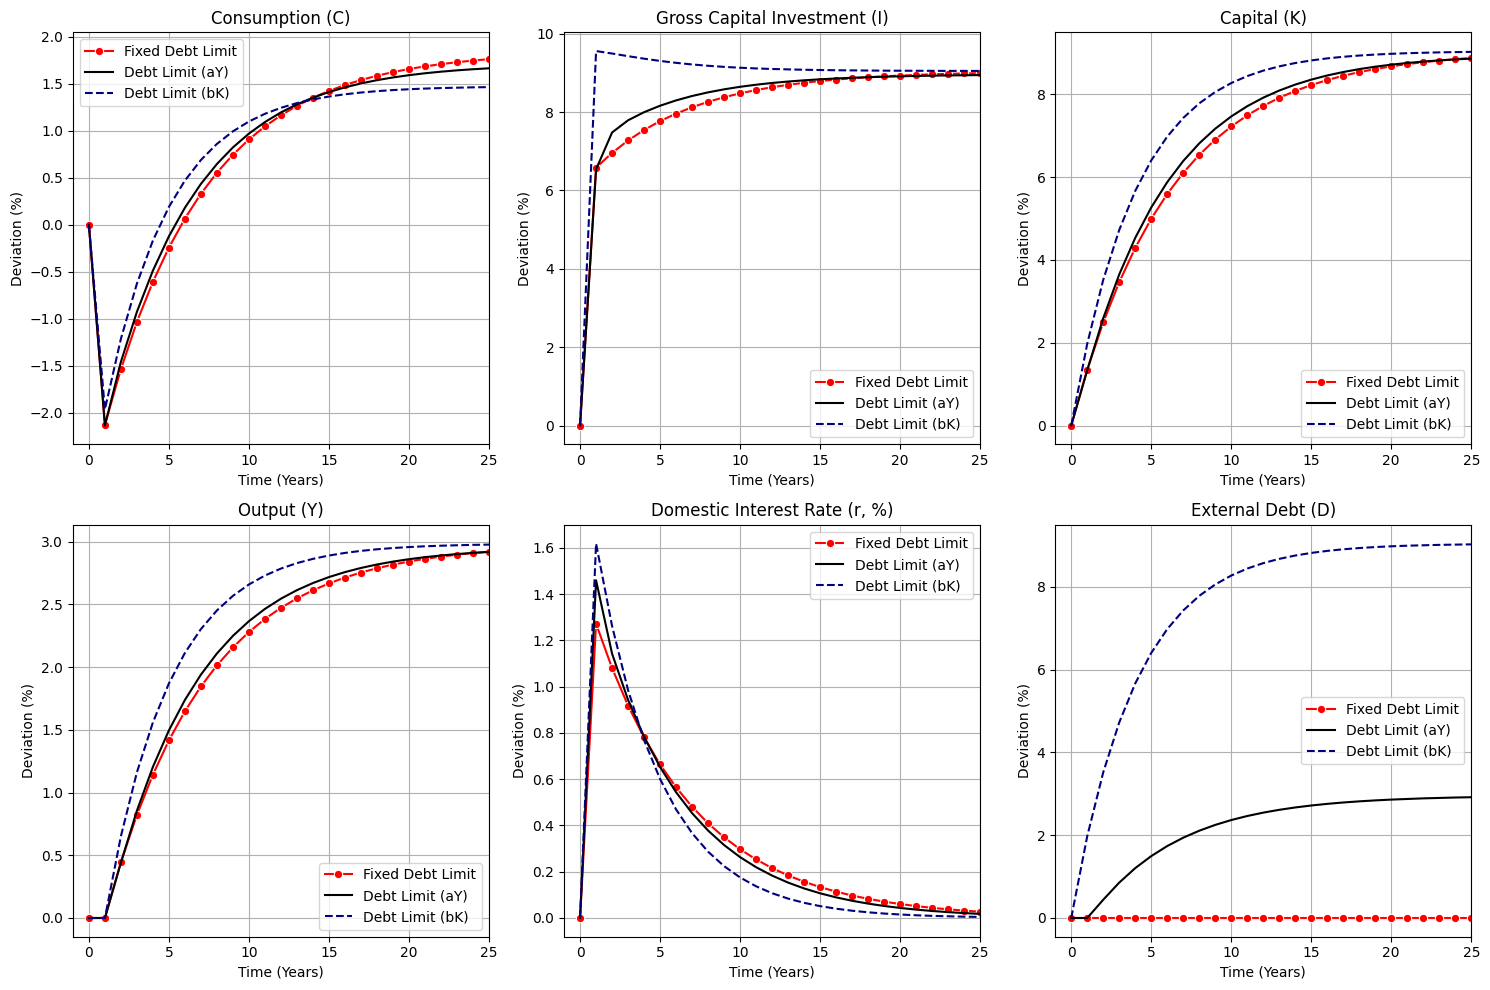 Consumption (C)
Deviation (%)
2.0
1.5
1.0
0.5
0.0
−0.5
−1.0
−1.5
−2.0
Fixed Debt Limit
Debt Limit (aY)
Debt Limit (bK)
0 5 10 15 20 25
Time (Years)
Gross Capital Investment (I)
Deviation (%)
10
8
6
4
2
0
Fixed Debt Limit
Debt Limit (aY)
Debt Limit (bK)
0 5 10 15 20 25
Time (Years)
Capital (K)
Deviation (%)
8
6
4
2
0
Fixed Debt Limit
Debt Limit (aY)
Debt Limit (bK)
0 5 10 15 20 25
Time (Years)
Output (Y)
Deviation (%)
3.0
2.5
2.0
1.5
1.0
0.5
0.0
Fixed Debt Limit
Debt Limit (aY)
Debt Limit (bK)
0 5 10 15 20 25
Time (Years)
Domestic Interest Rate (r, %)
Deviation (%)
1.6
1.4
1.2
1.0
0.8
0.6
0.4
0.2
0.0
Fixed Debt Limit
Debt Limit (aY)
Debt Limit (bK)
0 5 10 15 20 25
Time (Years)
External Debt (D)
Deviation (%)
8
6
4
2
0
Fixed Debt Limit
Debt Limit (aY)
Debt Limit (bK)
0 5 10 15 20 25
Time (Years)